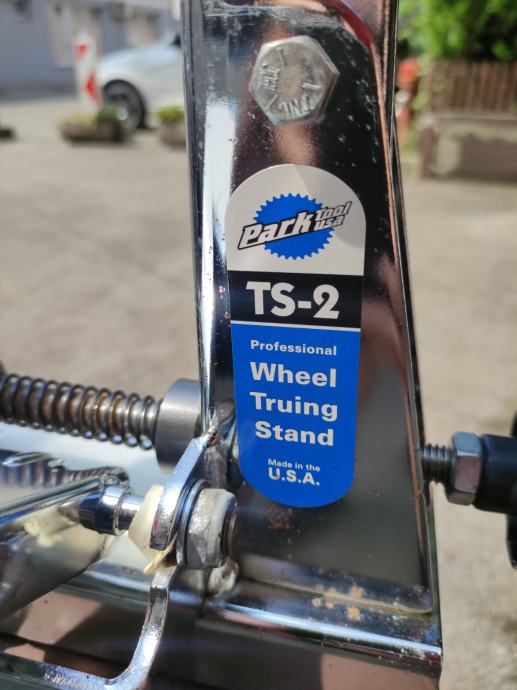 Park Tool
USA
TS-2
Professional
Wheel
Truing
Stand
Made in the
U.S.A.